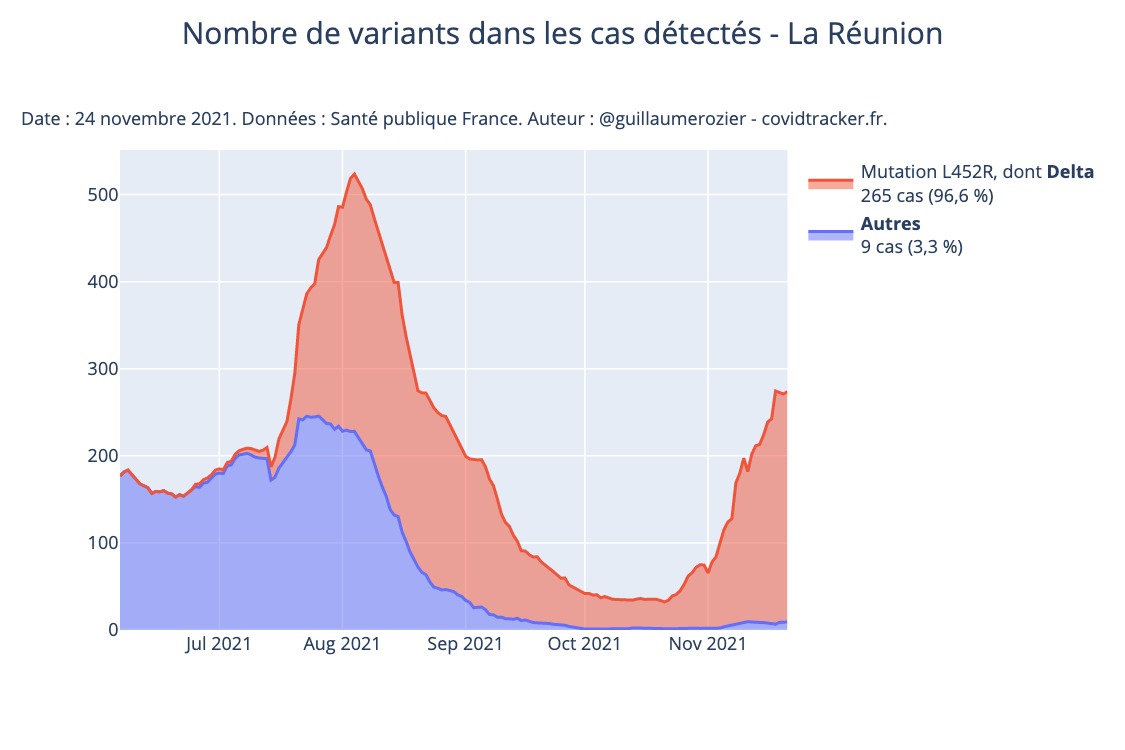 Nombre de variants dans les cas détectés - La Réunion
Date : 24 novembre 2021. Données : Santé publique France. Auteur : @guillaumerozier - covidtracker.fr.
Mutation L452R, dont Delta
265 cas (96,6 %)
Autres
9 cas (3,3 %)
500
400
300
200
100
0
Jul 2021
Aug 2021
Sep 2021
Oct 2021
Nov 2021